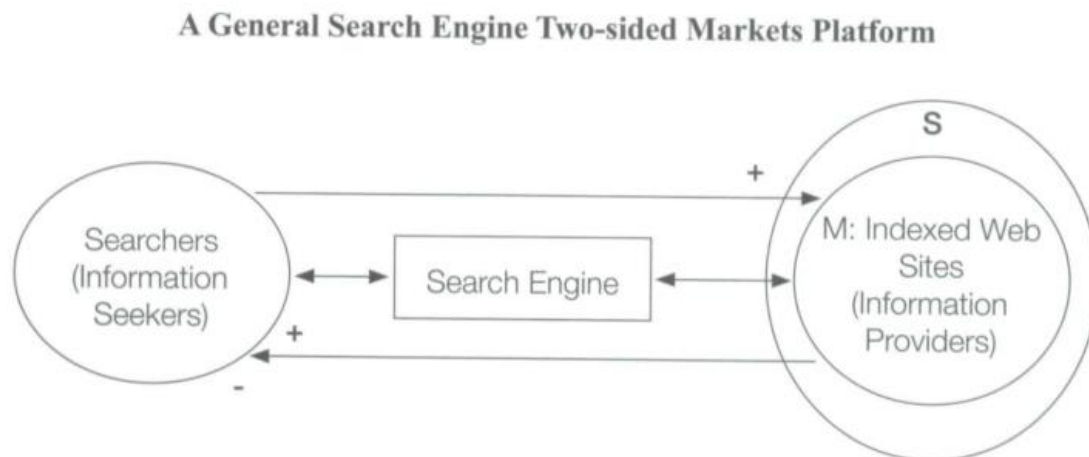 A General Search Engine Two-sided Markets Platform
S
+
Searchers
(Information
Seekers)
Search Engine
M: Indexed Web
Sites
(Information
Providers)
+
-